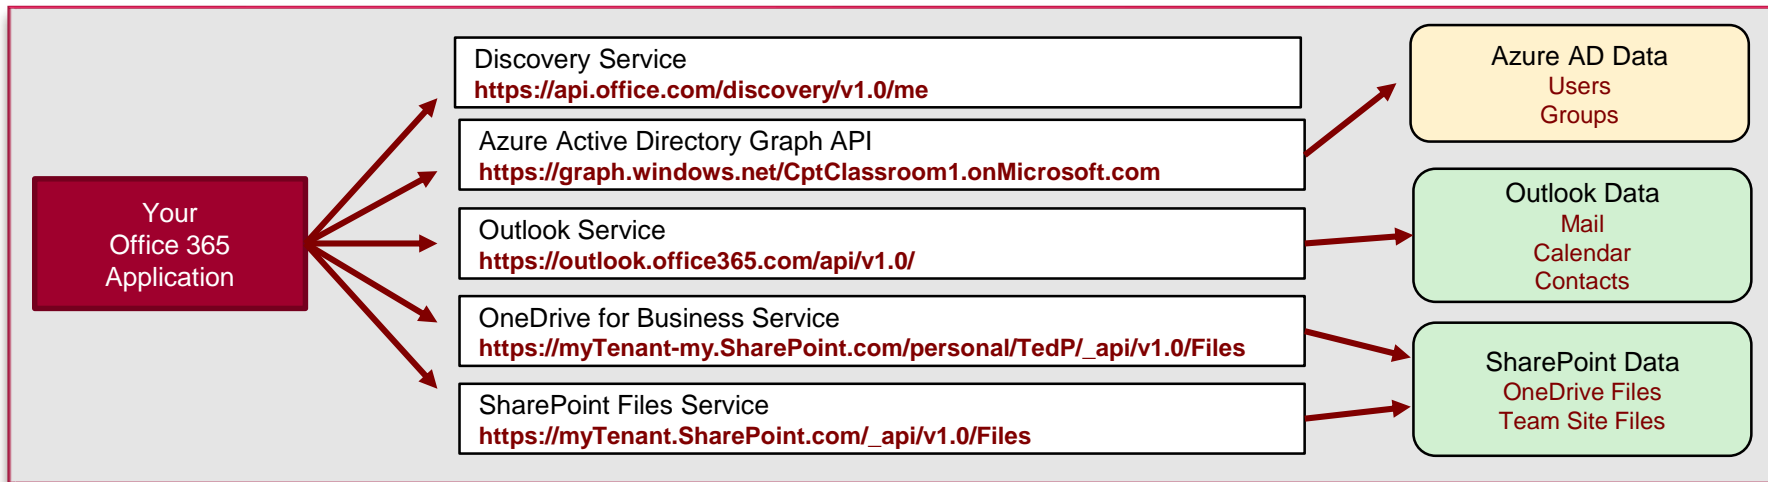 Your
Office 365
Application
Discovery Service
https://api.office.com/discovery/v1.0/me
Azure Active Directory Graph API
https://graph.windows.net/CptClassroom1.onMicrosoft.com
Outlook Service
https://outlook.office365.com/api/v1.0/
OneDrive for Business Service
https://myTenant-my.SharePoint.com/personal/TedP/_api/v1.0/Files
SharePoint Files Service
https://myTenant.SharePoint.com/_api/v1.0/Files
Azure AD Data
Users
Groups
Outlook Data
Mail
Calendar
Contacts
SharePoint Data
OneDrive Files
Team Site Files